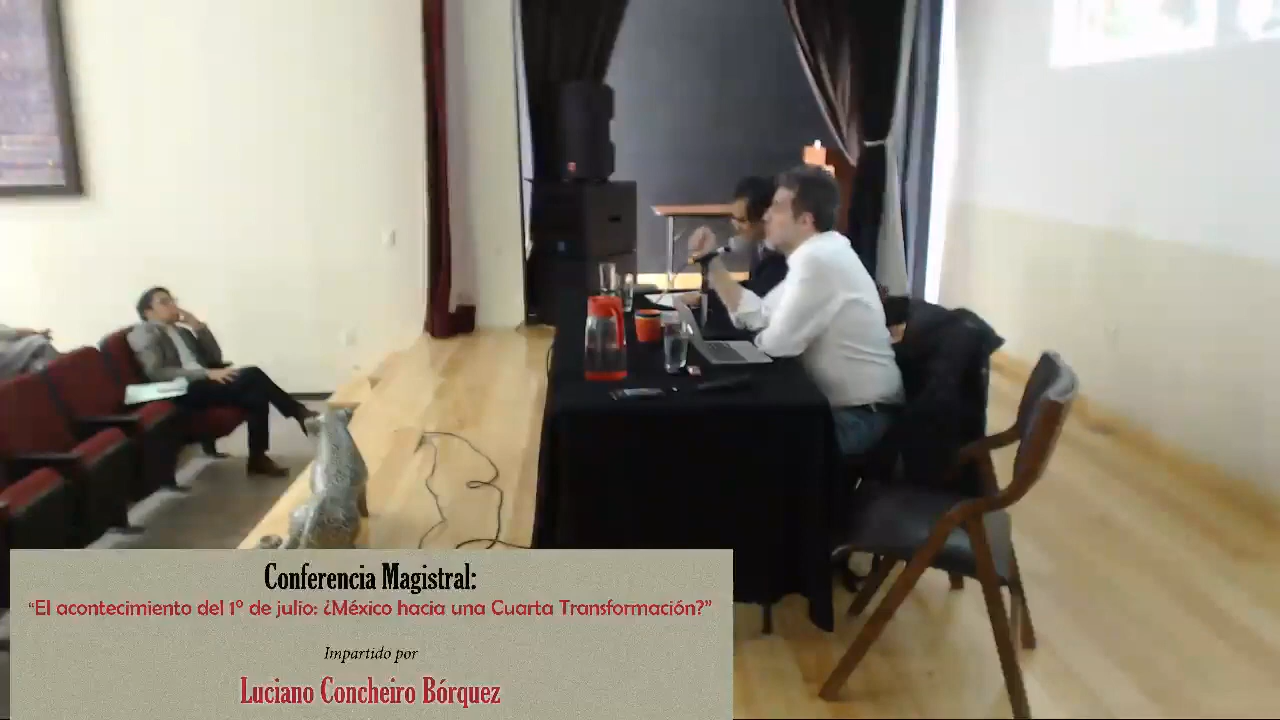 Conferencia Magistral:
“El acontecimiento del 1º de julio: ¿México hacia una Cuarta Transformación?”
Impartido por
Luciano Concheiro Bórquez